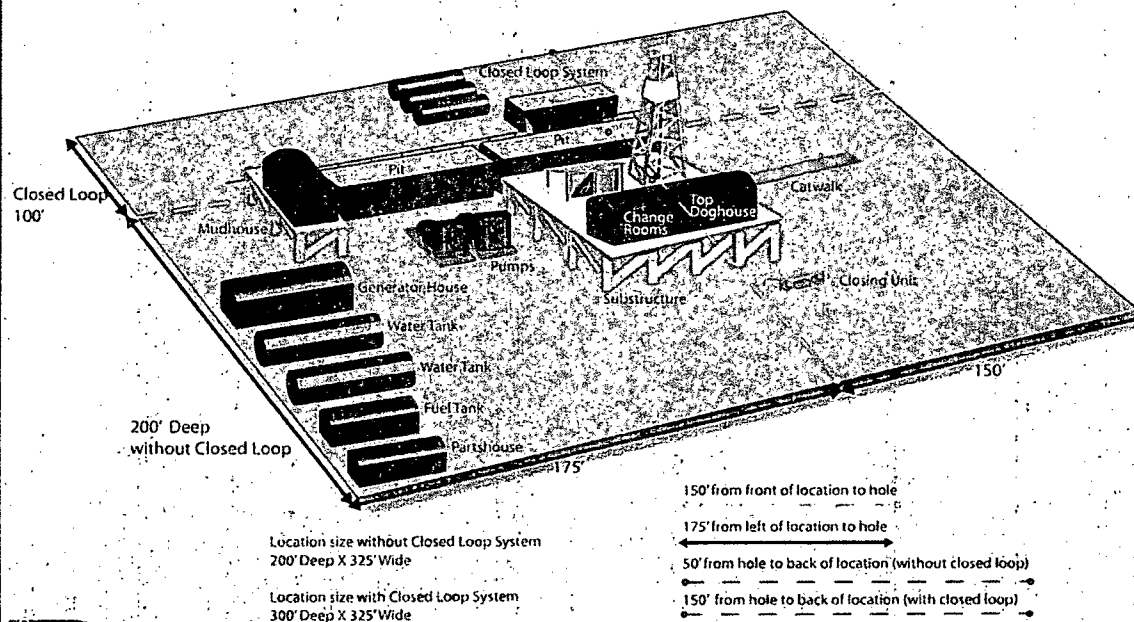 Closed Loop System
Pit
Pit
Closed Loop
100'
Catwalk
Top
Doghouse
Change
Rooms
Mudhouse
Pumps
Closing Unit
Generator House
Substructure
Water Tank
Water Tank
150'
Fuel Tank
200' Deep
without Closed Loop
Partshouse
175'
150' from front of location to hole
175' from left of location to hole
Location size without Closed Loop System
200' Deep X 325' Wide
50' from hole to back of location (without closed loop)
Location size with Closed Loop System
300' Deep X 325' Wide
150' from hole to back of location (with closed loop)